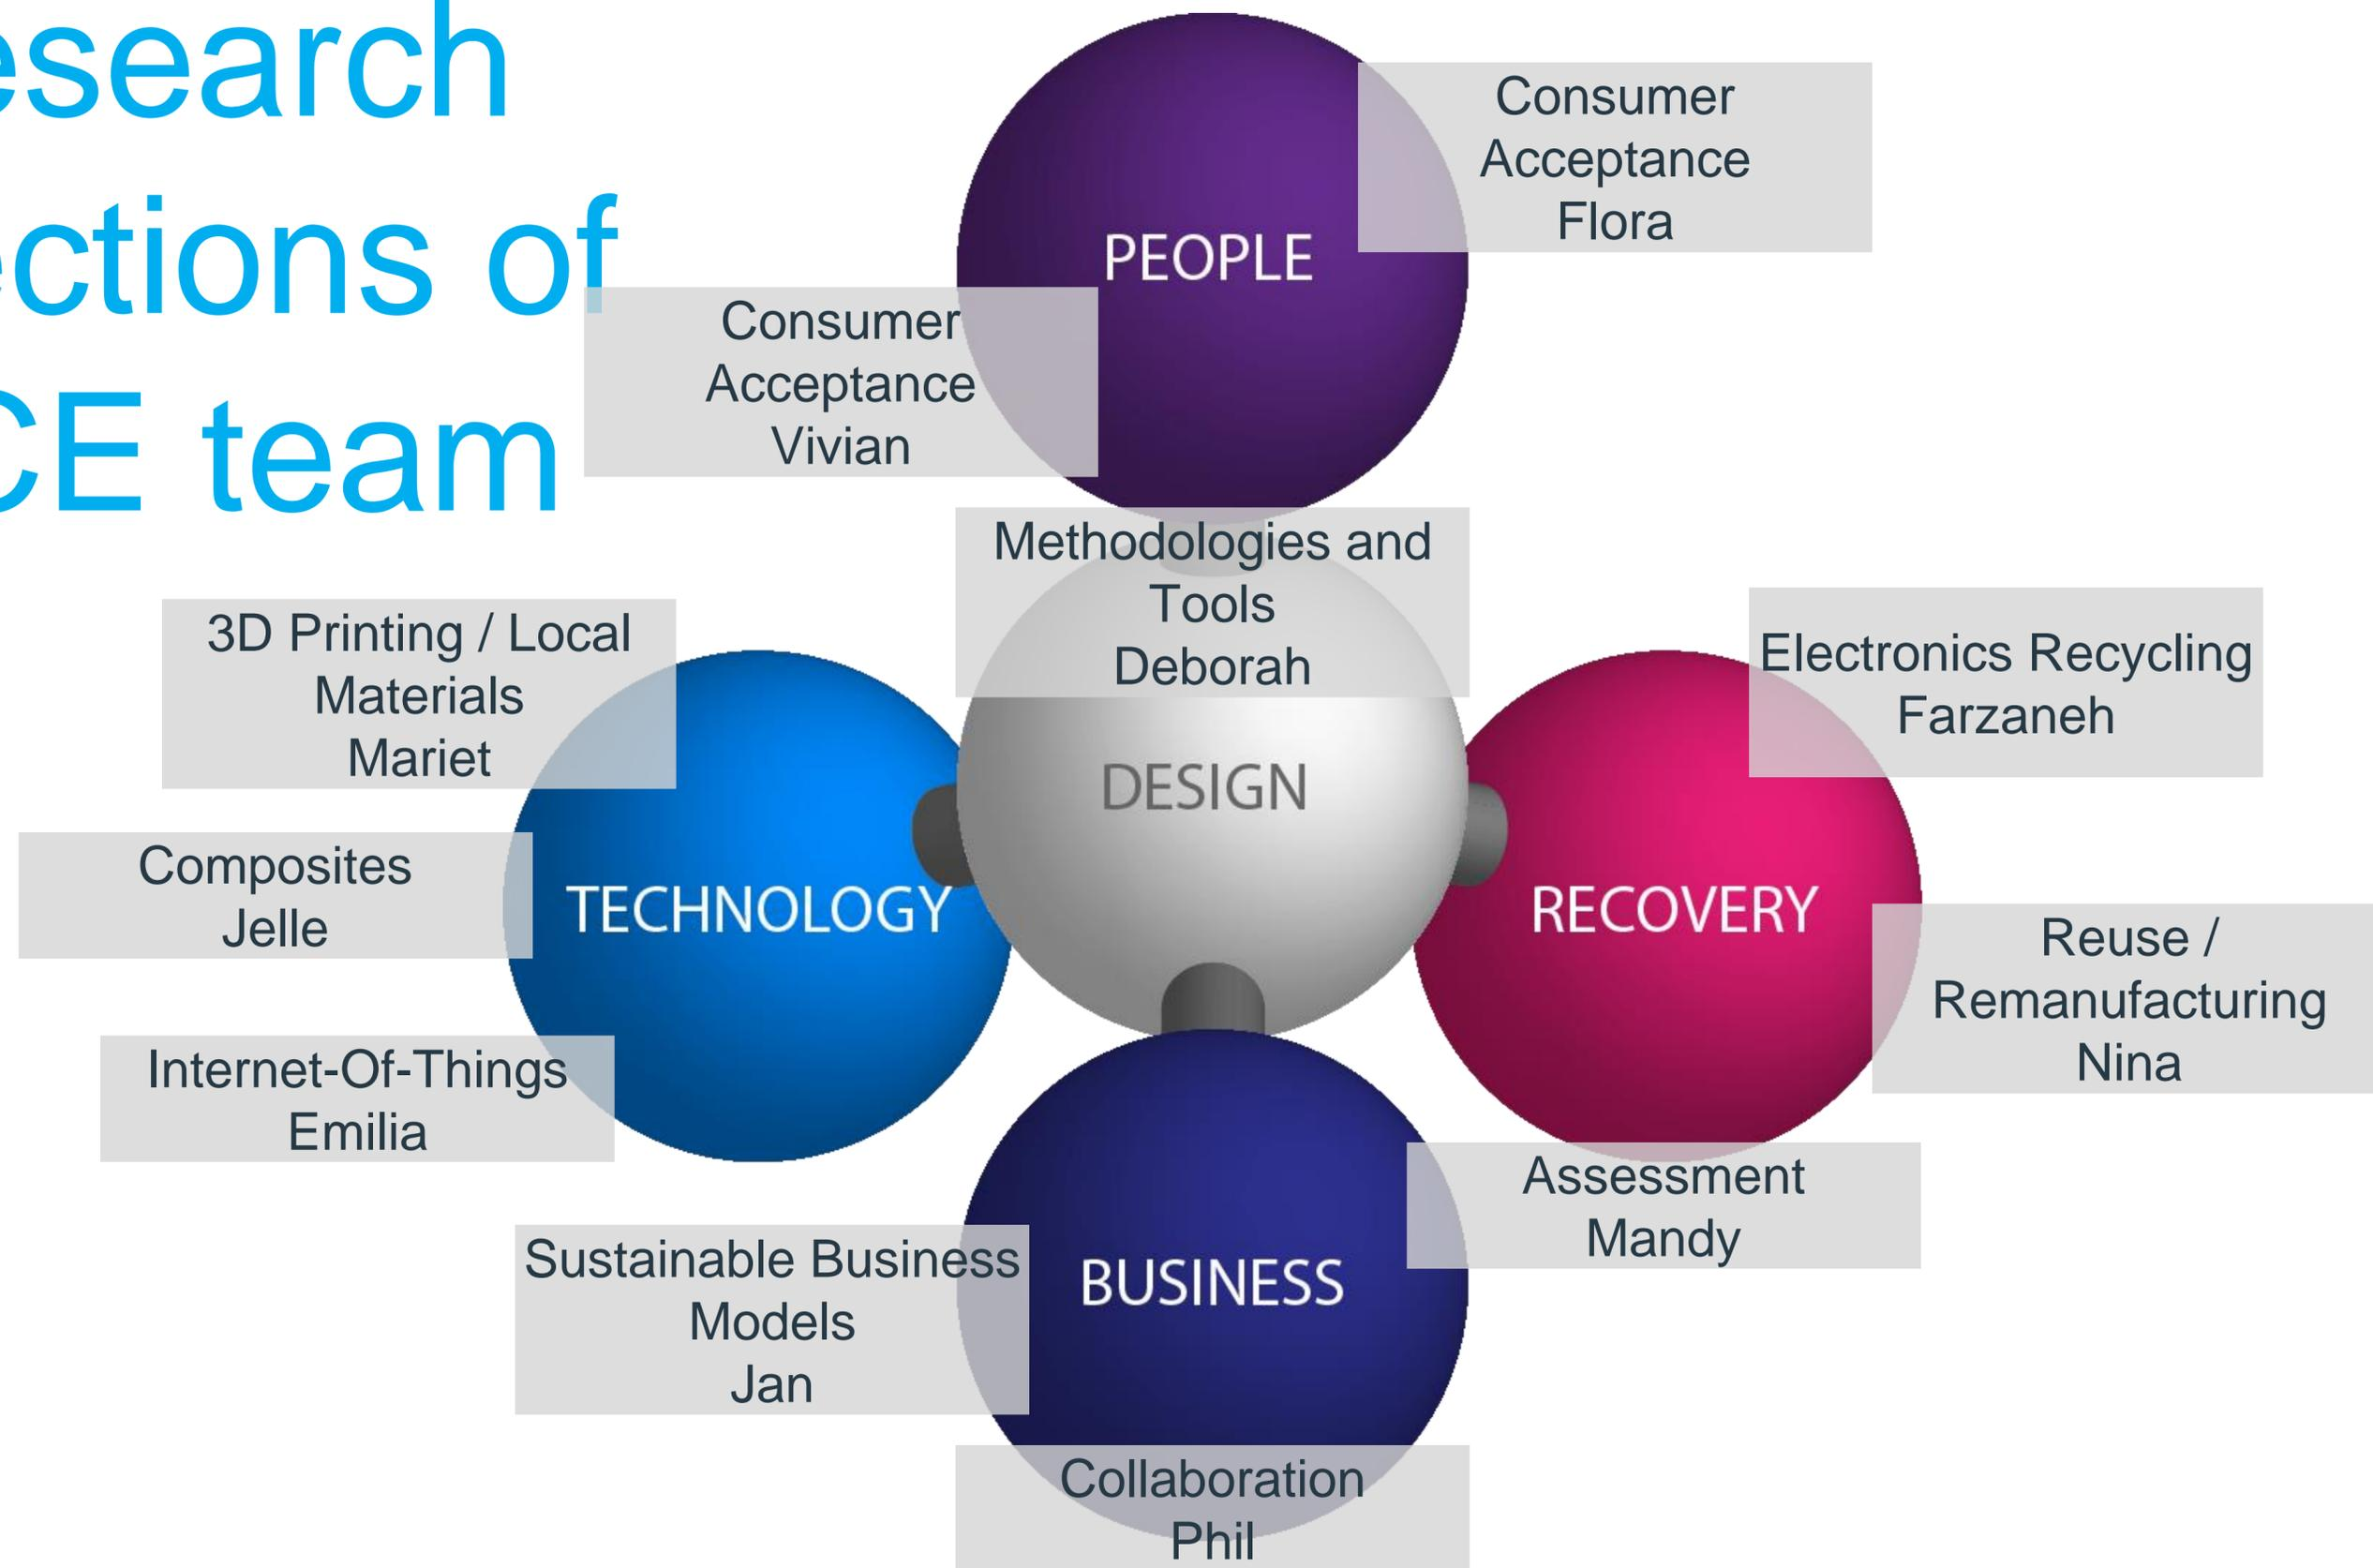 esearch
ections of
CE team
PEOPLE
Consumer
Acceptance
Flora
Consumer
Acceptance
Vivian
Methodologies and
Tools
Deborah
DESIGN
3D Printing / Local
Materials
Mariet
TECHNOLOGY
Composites
Jelle
Internet-Of-Things
Emilia
Electronics Recycling
Farzaneh
RECOVERY
Reuse /
Remanufacturing
Nina
Assessment
Mandy
BUSINESS
Sustainable Business
Models
Jan
Collaboration
Phil